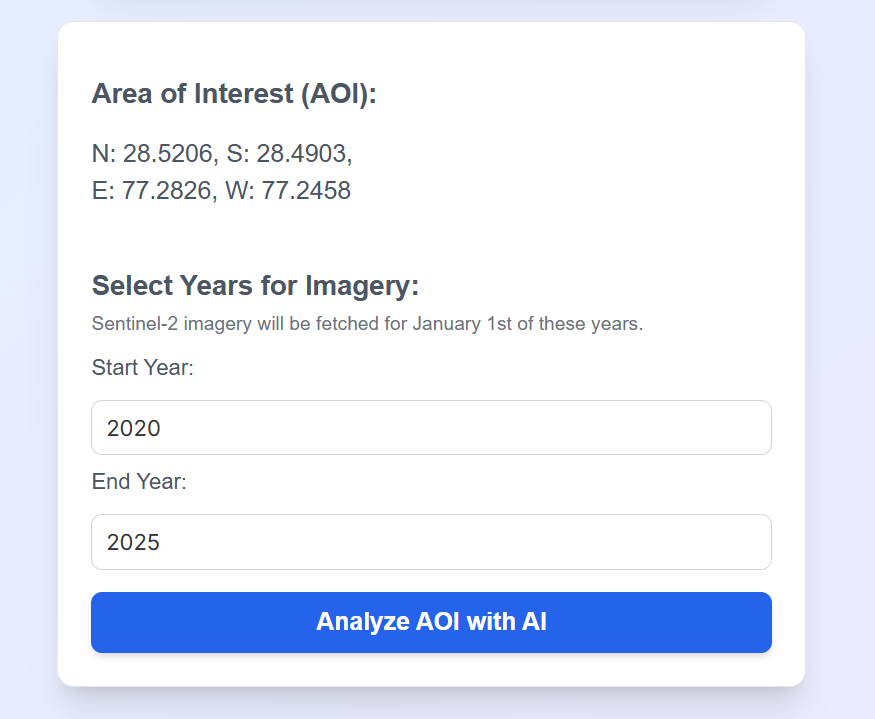 Area of Interest (AOI):
N: 28.5206, S: 28.4903,
E: 77.2826, W: 77.2458
Select Years for Imagery:
Sentinel-2 imagery will be fetched for January 1st of these years.
Start Year:
2020
End Year:
2025
Analyze AOI with AI